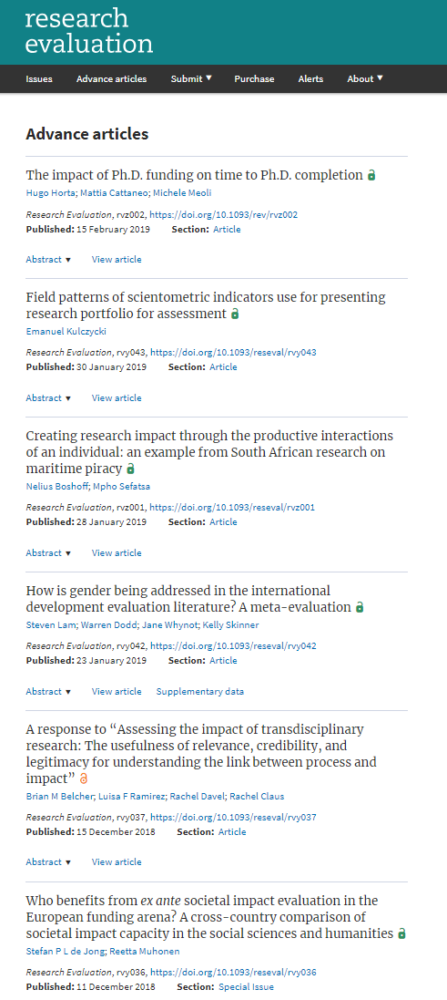 research
evaluation
Issues Advance articles Submit ▼ Purchase Alerts About ▼
Advance articles
The impact of Ph.D. funding on time to Ph.D. completion
Hugo Horta; Mattia Cattaneo; Michele Meoli
Research Evaluation, rvz002, https://doi.org/10.1093/rev/rvz002
Published: 15 February 2019 Section: Article
Abstract ▼ View article
Field patterns of scientometric indicators use for presenting
research portfolio for assessment
Emanuel Kulczycki
Research Evaluation, rvy043, https://doi.org/10.1093/reseval/rvy043
Published: 30 January 2019 Section: Article
Abstract ▼ View article
Creating research impact through the productive interactions
of an individual: an example from South African research on
maritime piracy
Nelius Boshoff; Mpho Sefatsa
Research Evaluation, rvz001, https://doi.org/10.1093/reseval/rvz001
Published: 28 January 2019 Section: Article
Abstract ▼ View article
How is gender being addressed in the international
development evaluation literature? A meta-evaluation
Steven Lam; Warren Dodd; Jane Whynot; Kelly Skinner
Research Evaluation, rvy042, https://doi.org/10.1093/reseval/rvy042
Published: 23 January 2019 Section: Article
Abstract ▼ View article Supplementary data
A response to “Assessing the impact of transdisciplinary
research: The usefulness of relevance, credibility, and
legitimacy for understanding the link between process and
impact”
Brian M Belcher; Luisa F Ramirez; Rachel Davel; Rachel Claus
Research Evaluation, rvy037, https://doi.org/10.1093/reseval/rvy037
Published: 15 December 2018 Section: Article
Abstract ▼ View article
Who benefits from ex ante societal impact evaluation in the
European funding arena? A cross-country comparison of
societal impact capacity in the social sciences and humanities
Stefan P L de Jong; Reetta Muhonen
Research Evaluation, rvy036, https://doi.org/10.1093/reseval/rvy036
Published: 11 December 2018 Section: Special Issue